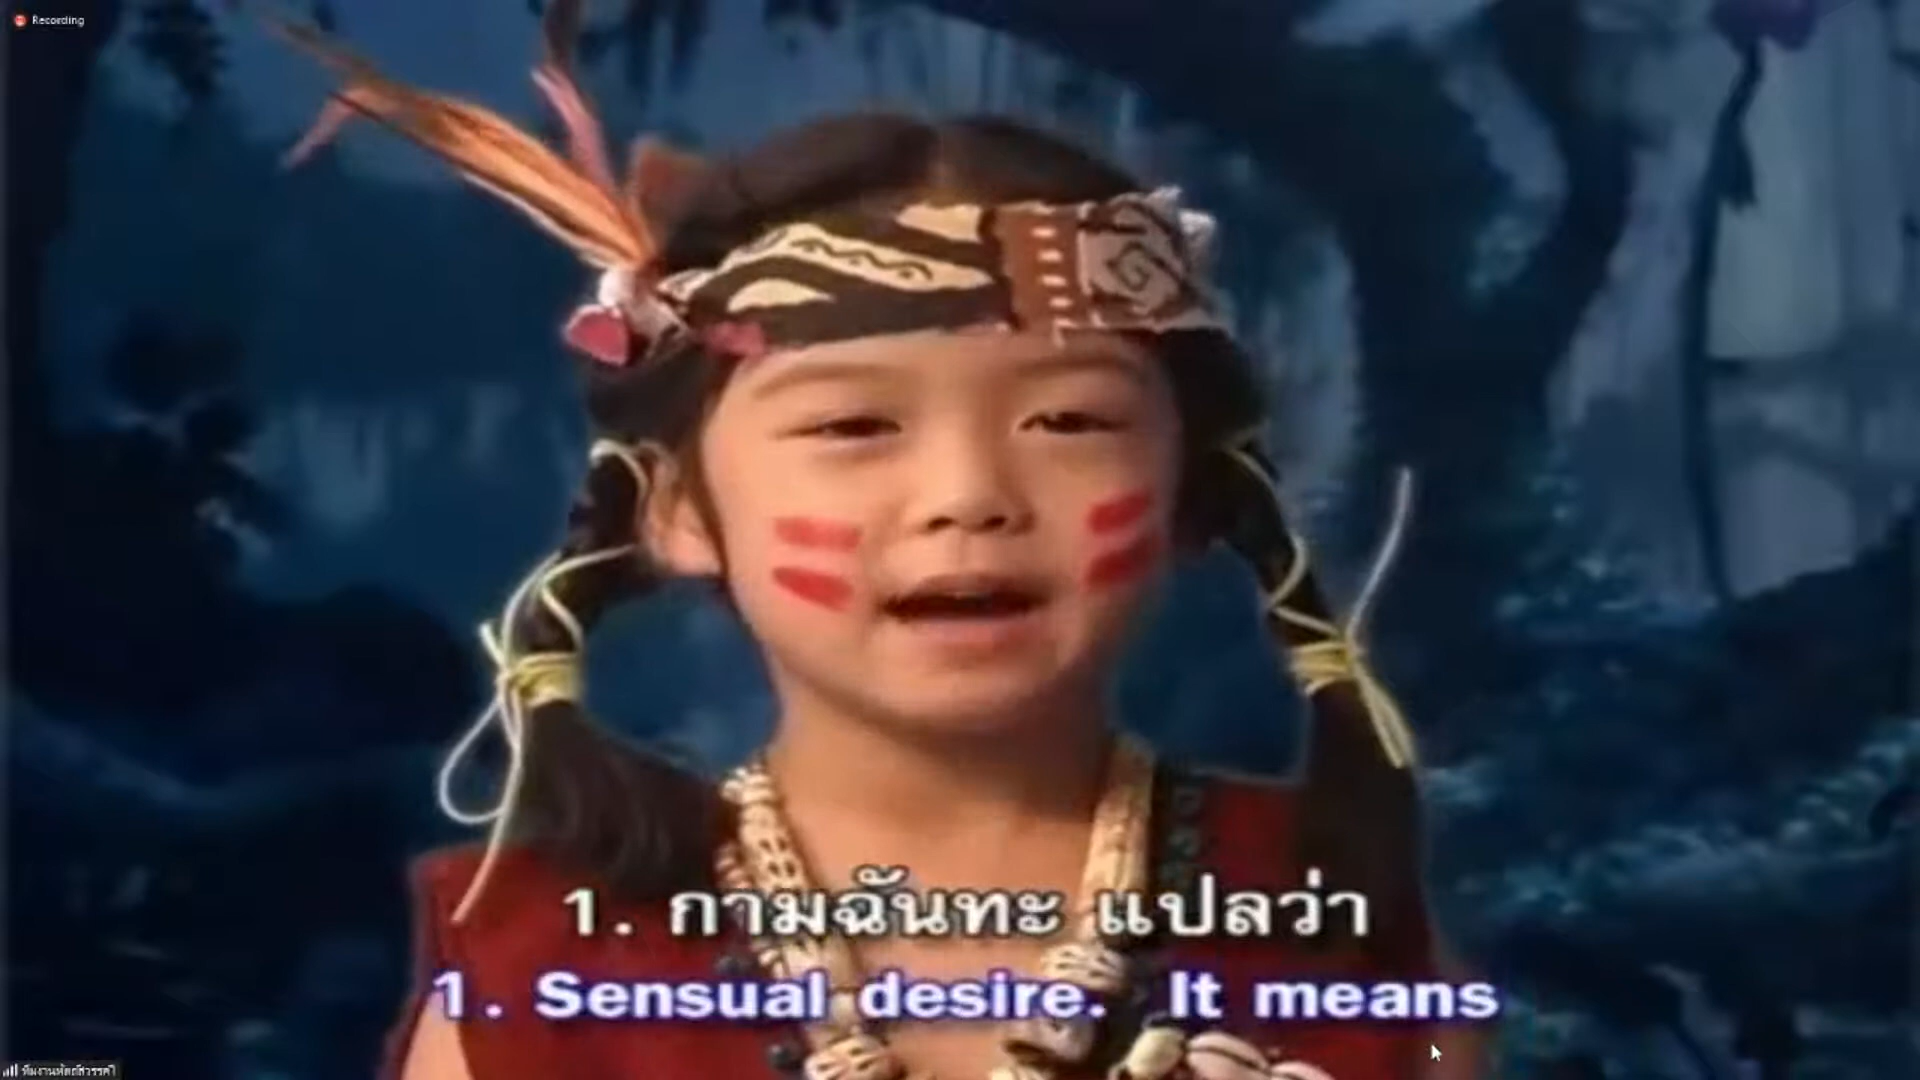 Recording
1. กามฉันทะ แปลว่า
1. Sensual desire. It means